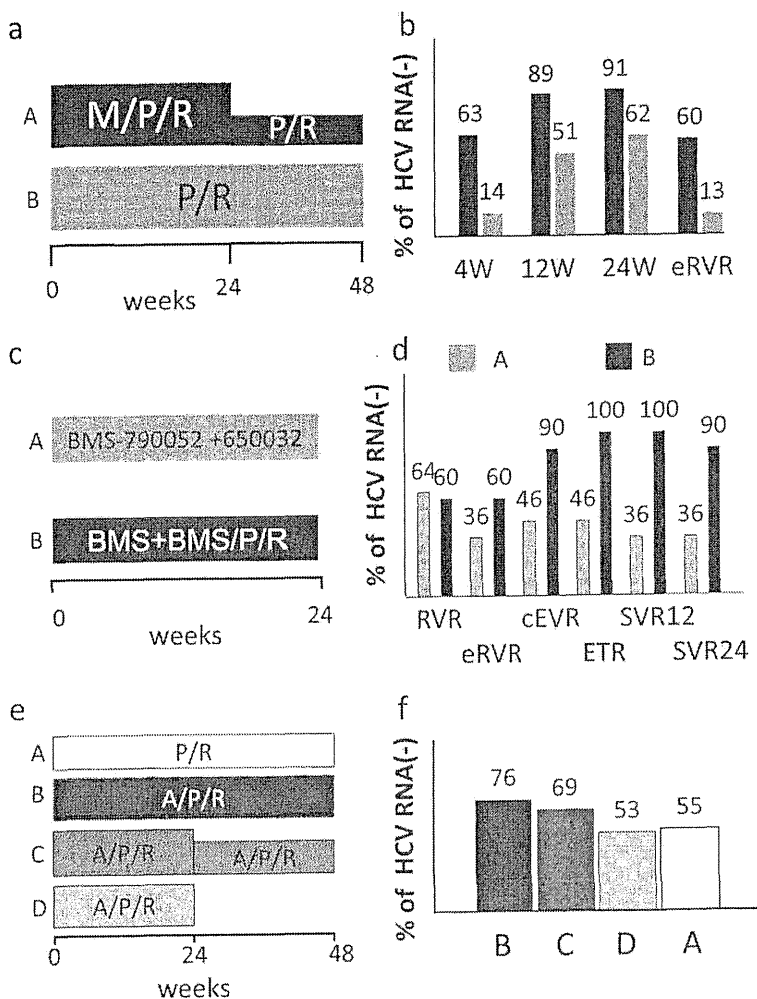 a
A
M/P/R
P/R
B
P/R
0
24
48
weeks
b
% of HCV RNA(-)
63
14
89
51
91
62
60
13
4W
12W
24W
eRVR
c
A
BMS-790052 +650032
B
BMS+BMS/P/R
0
24
weeks
d
A
B
% of HCV RNA(-)
64
60
36
60
46
90
46
100
36
100
36
90
RVR
cEVR
SVR12
eRVR
ETR
SVR24
e
A
P/R
B
A/P/R
C
A/P/R
A/P/R
D
A/P/R
0
24
48
weeks
f
% of HCV RNA(-)
76
69
53
55
B
C
D
A